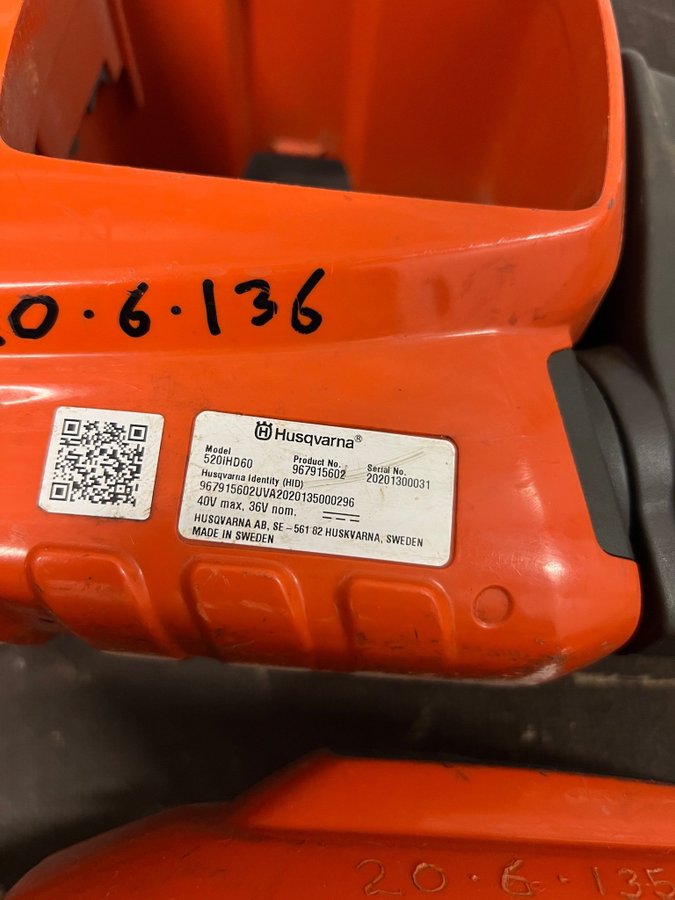 20.6.136
Husqvarna®
Model Product No. Serial No.
520iHD60 967915602 20201300031
Husqvarna Identity (HID)
967915602UVA2020135000296
40V max, 36V nom,
HUSQVARNA AB, SE-561 82 HUSKVARNA, SWEDEN
MADE IN SWEDEN
20.6.135